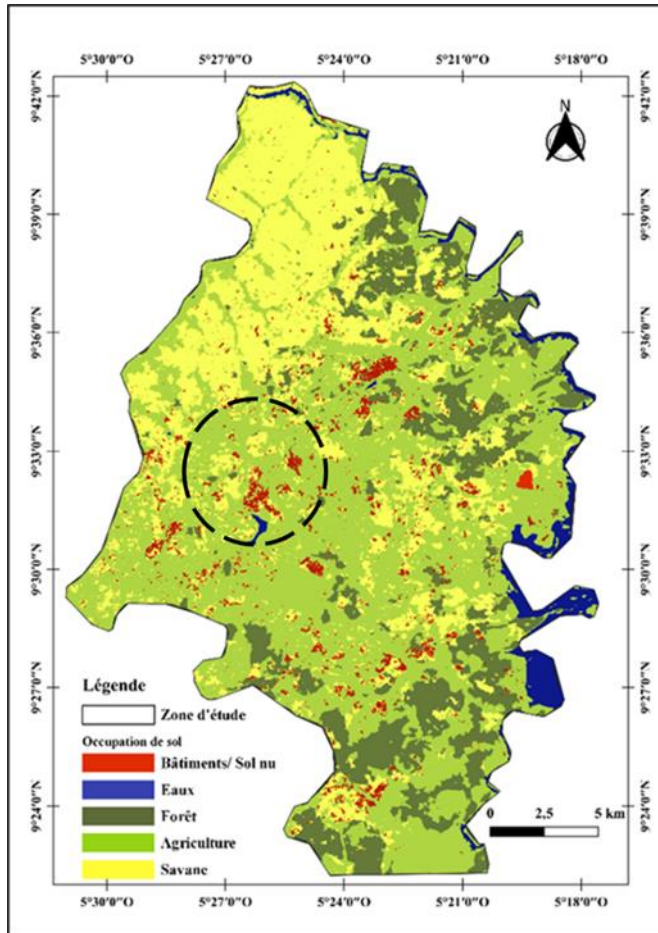 5°30'0"O 5°27'0"O 5°24'0"O 5°21'0"O 5°18'0"O
9°42'0"N 9°42'0"N
N
9°39'0"N 9°39'0"N
9°36'0"N 9°36'0"N
9°33'0"N 9°33'0"N
9°30'0"N 9°30'0"N
9°27'0"N 9°27'0"N
9°24'0"N 9°24'0"N
Légende
Zone d'étude
Occupation de sol
Bâtiments/ Sol nu
Eaux
Forêt
Agriculture
Savane
0 2,5 5 km
5°30'0"O 5°27'0"O 5°24'0"O 5°21'0"O 5°18'0"O